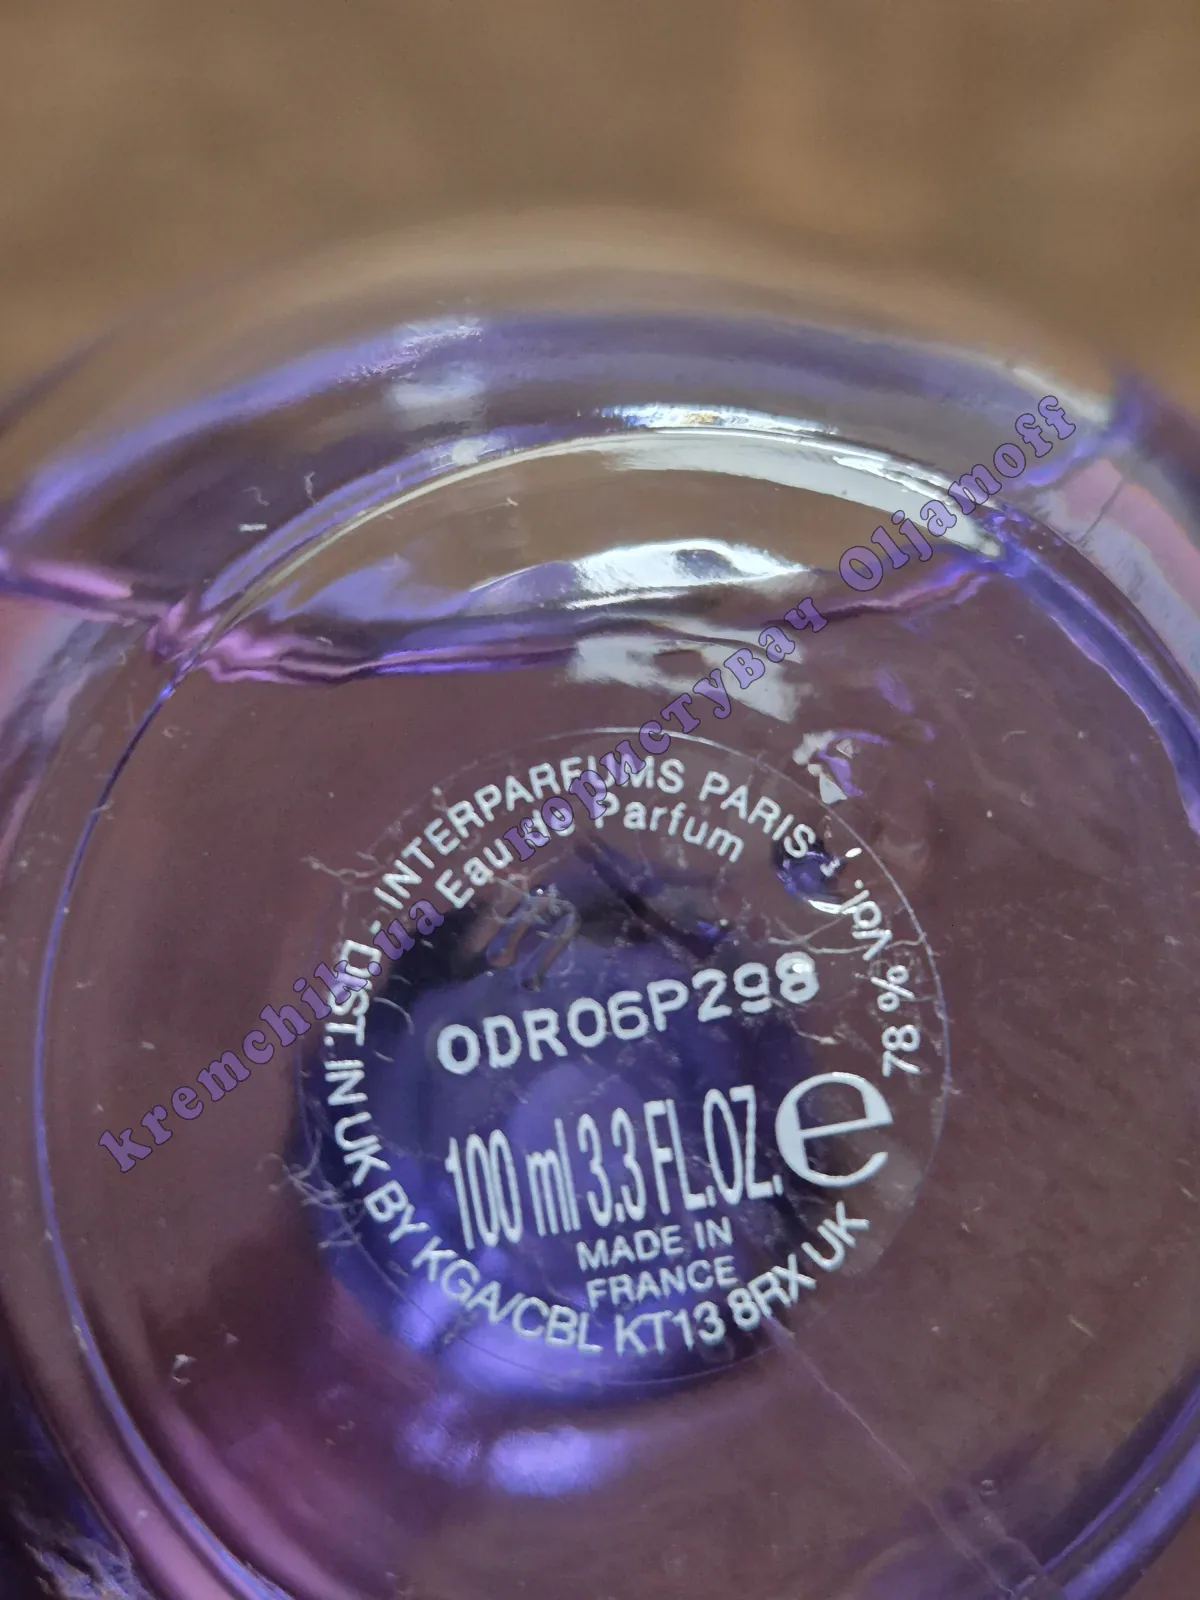 INTERPARFUMS PARIS
Eau de Parfum
78 % Vol.
ODR06P298
100 ml 3.3 FL.OZ. e
MADE IN
FRANCE
- DIST. IN UK BY KGA/CBL KT13 8RX UK
kremchik.ua користувач Oljamoff